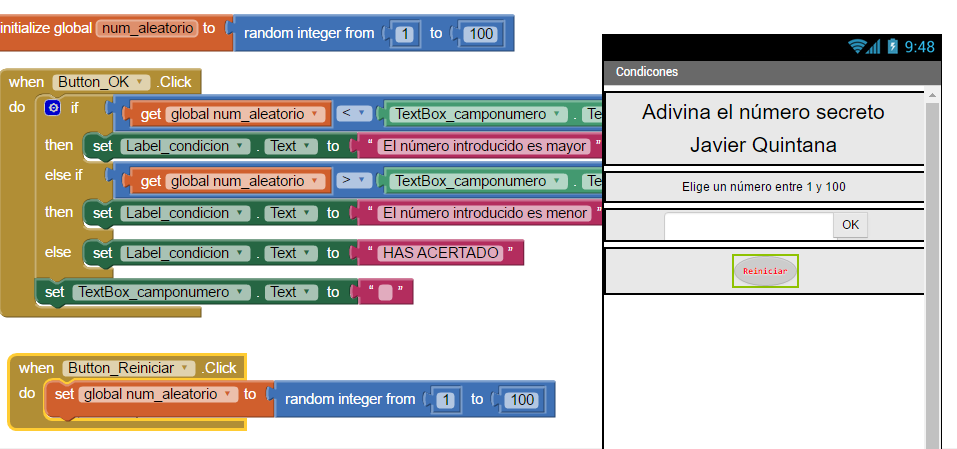 initialize global num_aleatorio to random integer from 1 to 100
when Button_OK .Click
do if get global num_aleatorio < TextBox_camponumero . Te
then set Label_condicion . Text to " El número introducido es mayor "
else if get global num_aleatorio > TextBox_camponumero . Te
then set Label_condicion . Text to " El número introducido es menor "
else set Label_condicion . Text to " HAS ACERTADO "
set TextBox_camponumero . Text to " "
when Button_Reiniciar .Click
do set global num_aleatorio to random integer from 1 to 100
9:48
Condicones
Adivina el número secreto
Javier Quintana
Elige un número entre 1 y 100
OK
Reiniciar